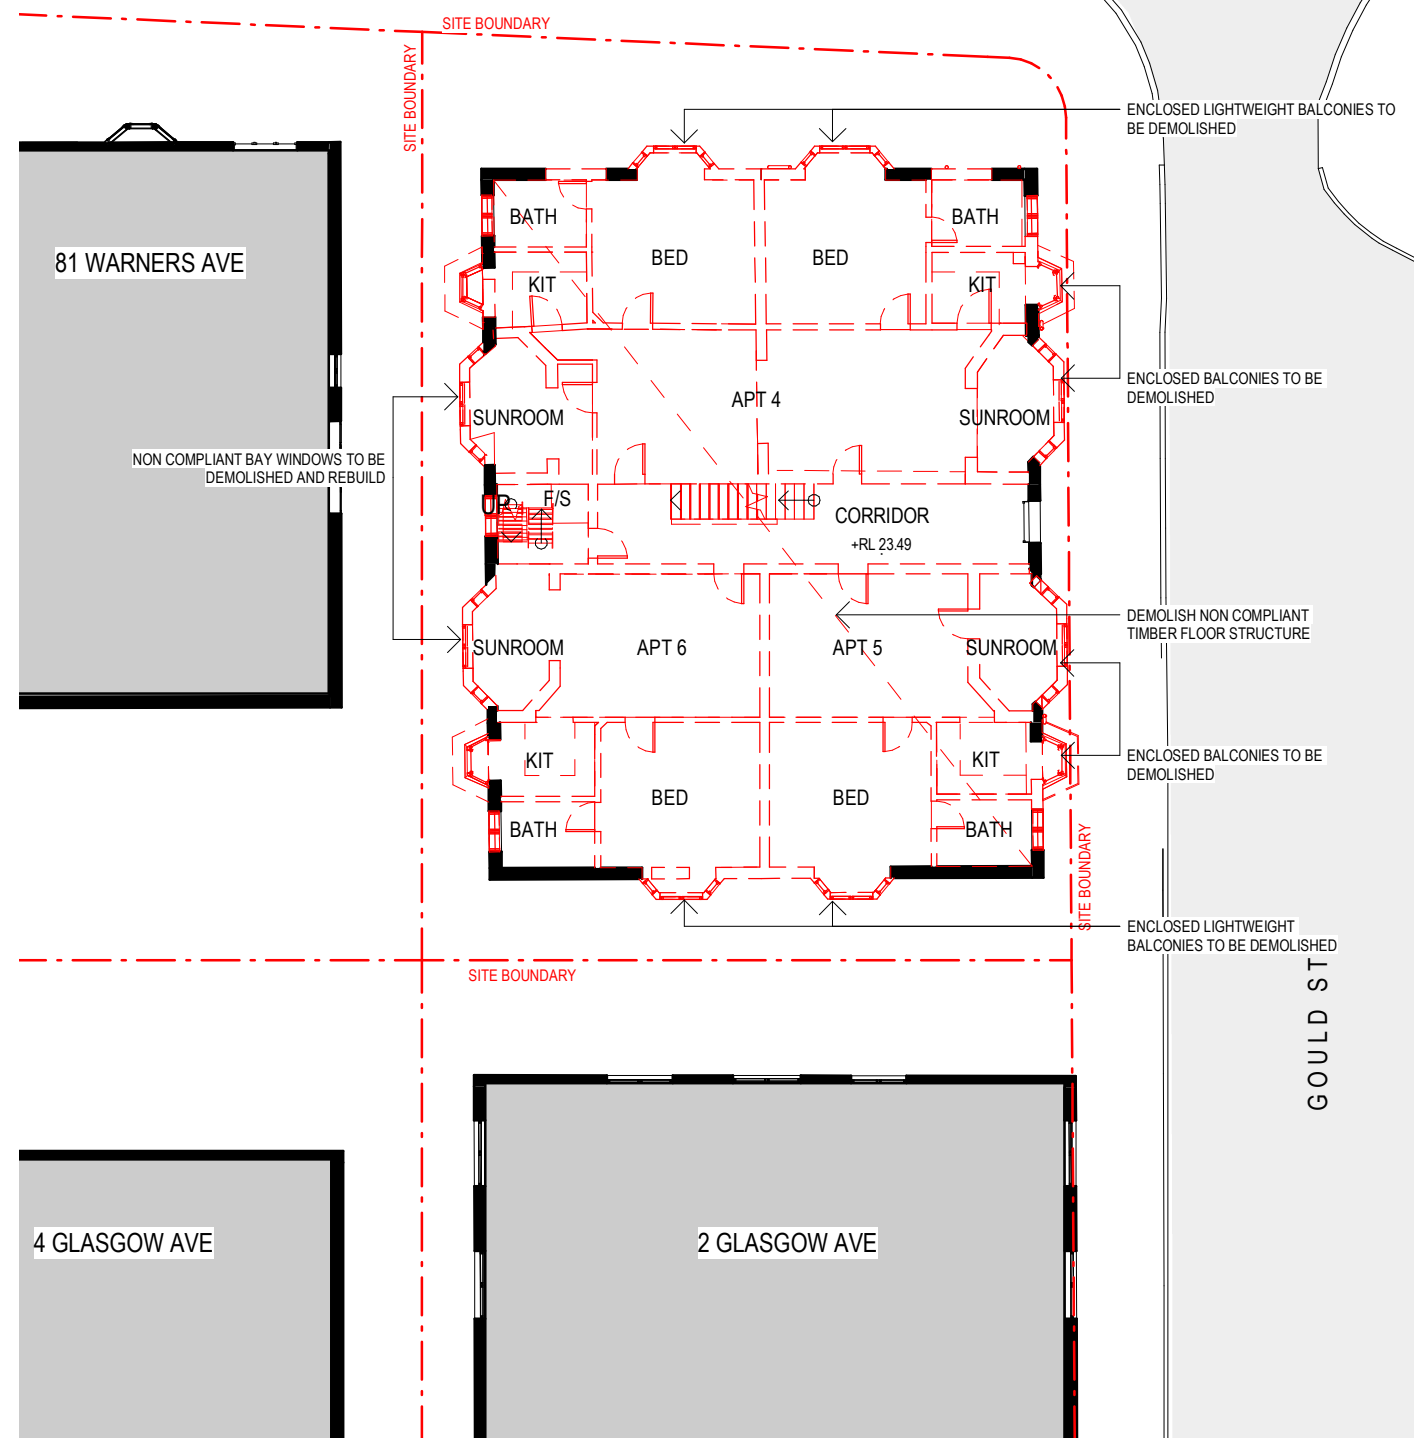 SITE BOUNDARY
SITE BOUNDARY
ENCLOSED LIGHTWEIGHT BALCONIES TO
BE DEMOLISHED
81 WARNERS AVE
BATH
BED
BED
BATH
KIT
KIT
ENCLOSED BALCONIES TO BE
DEMOLISHED
APT 4
SUNROOM
SUNROOM
NON COMPLIANT BAY WINDOWS TO BE
DEMOLISHED AND REBUILD
UP
F/S
CORRIDOR
+RL 23.49
DEMOLISH NON COMPLIANT
TIMBER FLOOR STRUCTURE
SUNROOM
APT 6
APT 5
SUNROOM
ENCLOSED BALCONIES TO BE
DEMOLISHED
KIT
KIT
BED
BED
BATH
BATH
SITE BOUNDARY
ENCLOSED LIGHTWEIGHT
BALCONIES TO BE DEMOLISHED
SITE BOUNDARY
GOULD ST
4 GLASGOW AVE
2 GLASGOW AVE